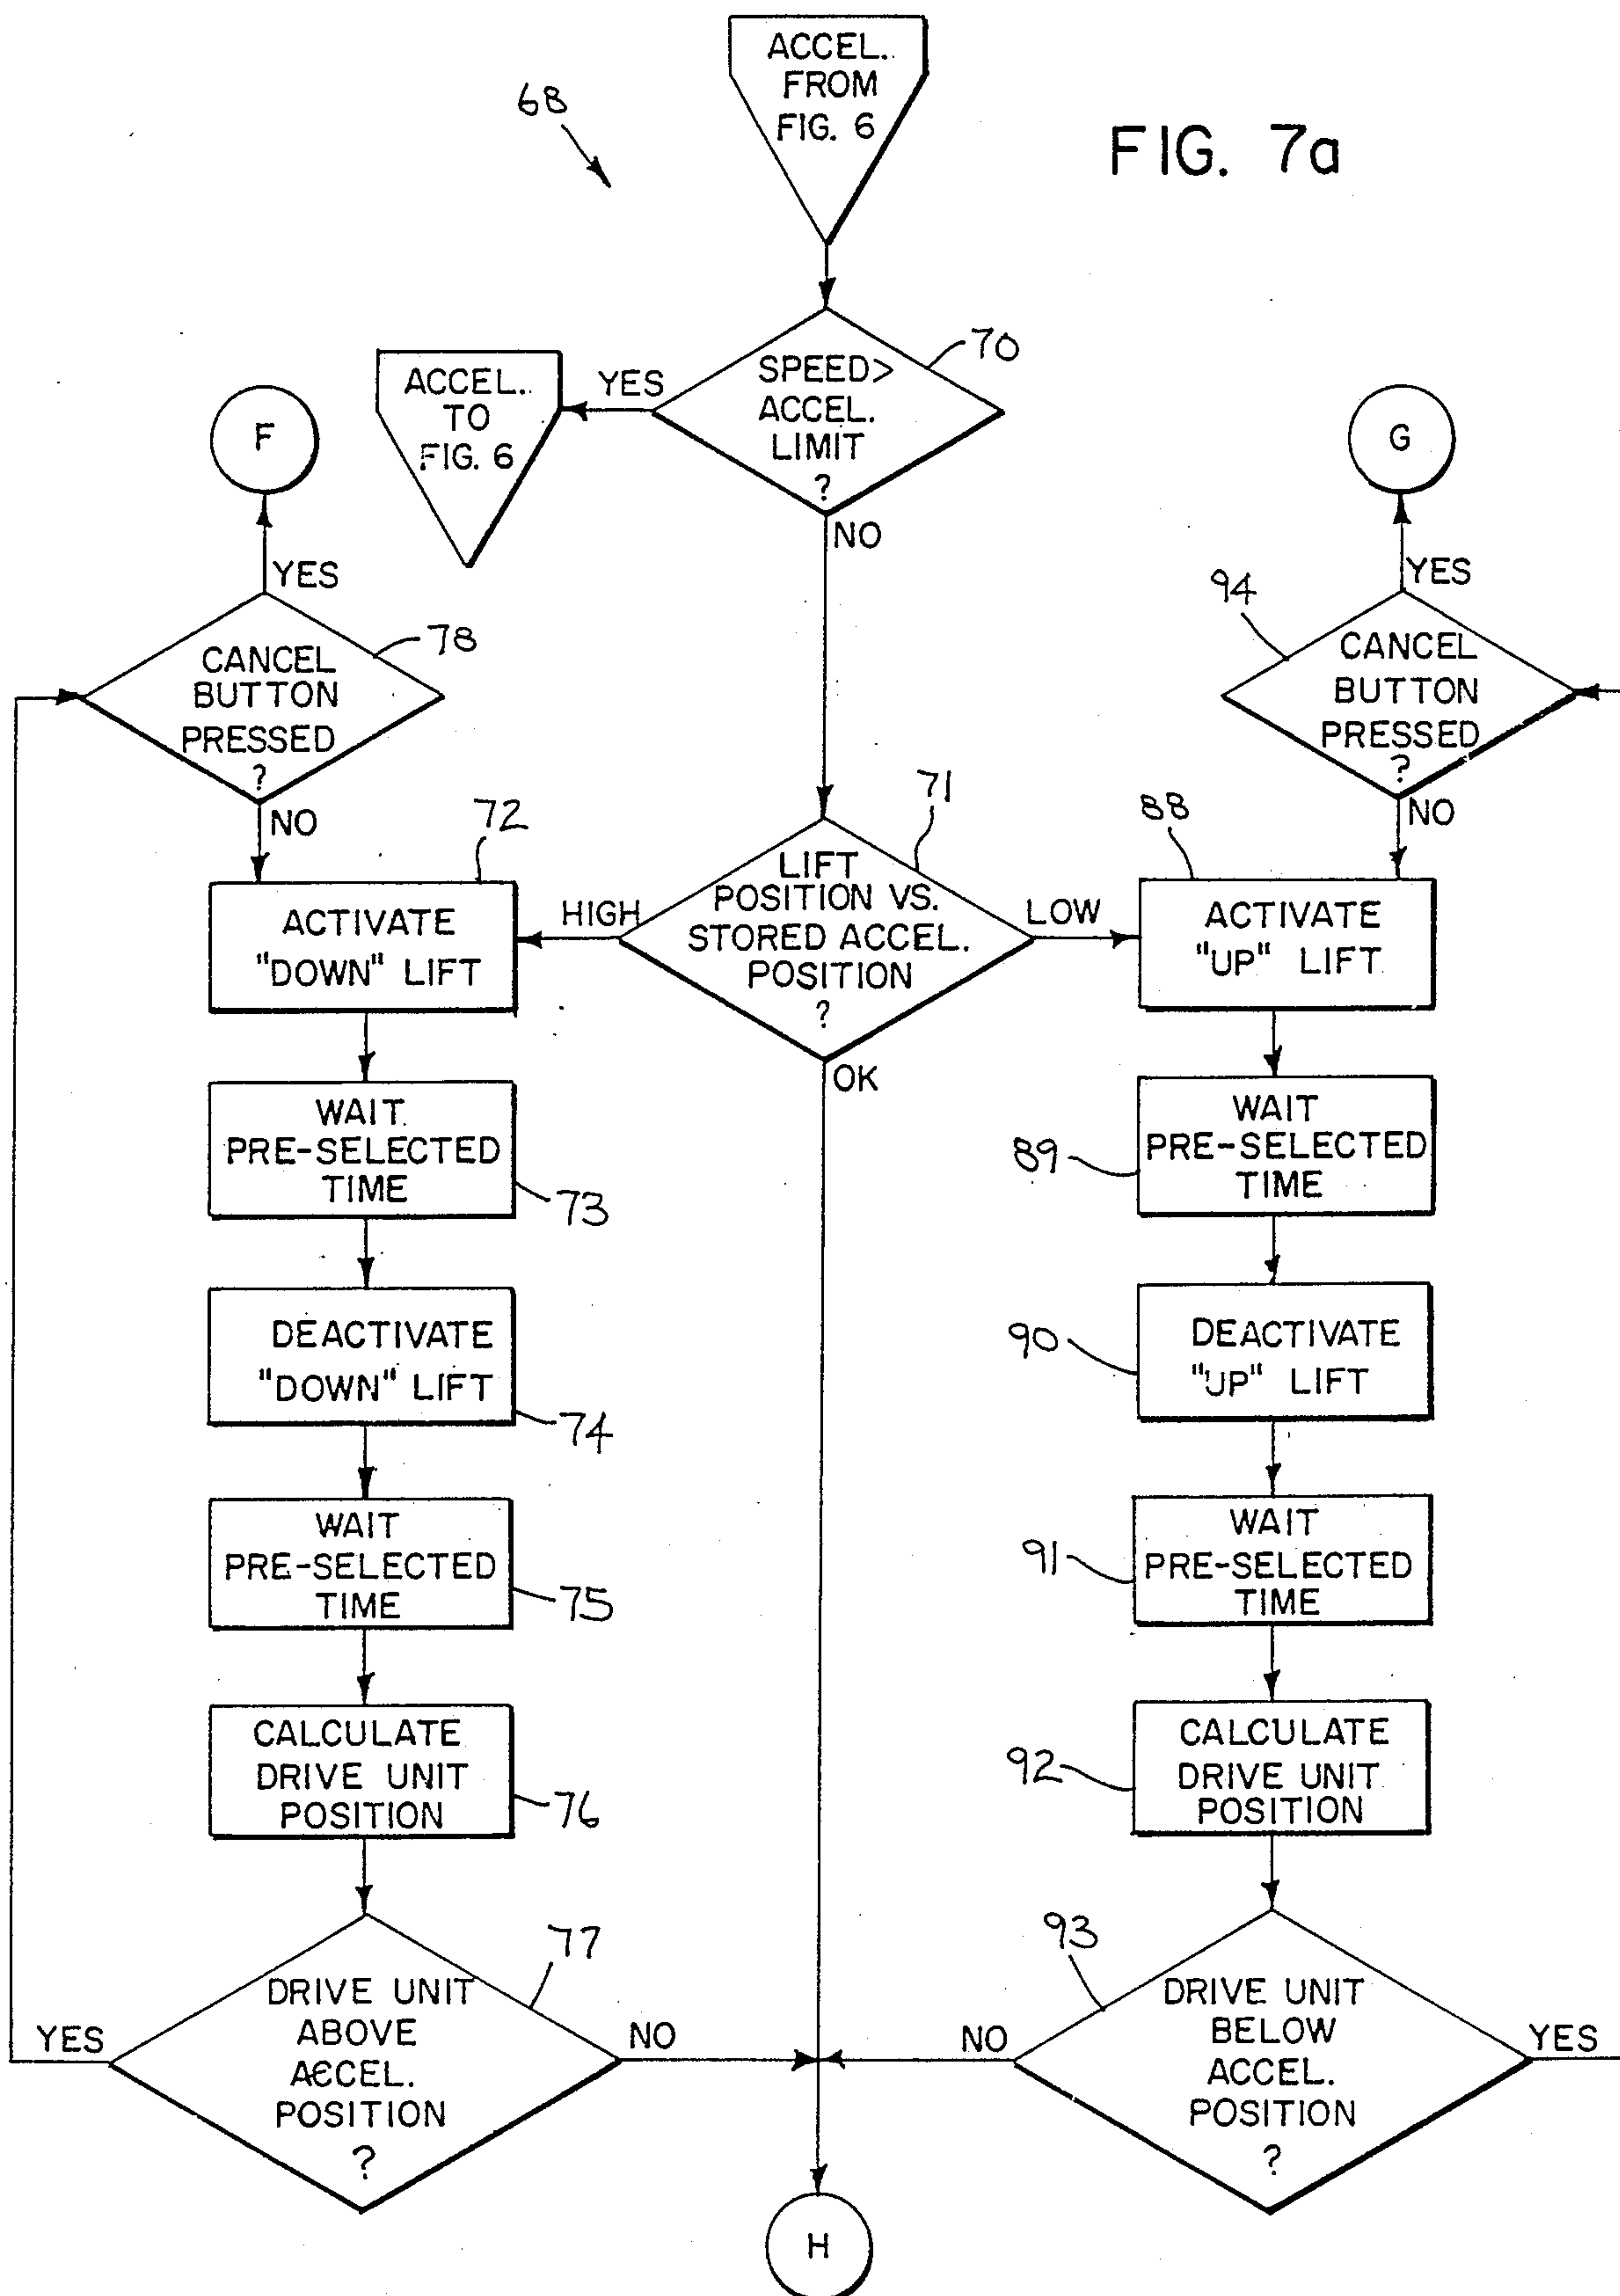 ACCEL.
FROM
FIG. 6
68
FIG. 7a
70
SPEED>
ACCEL.
LIMIT
?
YES
ACCEL.
TO
FIG. 6
NO
F
YES
78
CANCEL
BUTTON
PRESSED
?
NO
G
YES
94
CANCEL
BUTTON
PRESSED
?
NO
71
LIFT
POSITION VS.
STORED ACCEL.
POSITION
?
HIGH
LOW
OK
72
ACTIVATE
"DOWN" LIFT
WAIT
PRE-SELECTED
TIME
73
DEACTIVATE
"DOWN" LIFT
74
WAIT
PRE-SELECTED
TIME
75
CALCULATE
DRIVE UNIT
POSITION
76
77
DRIVE UNIT
ABOVE
ACCEL.
POSITION
?
YES
NO
88
ACTIVATE
"UP" LIFT
WAIT
PRE-SELECTED
TIME
89
DEACTIVATE
"UP" LIFT
90
WAIT
PRE-SELECTED
TIME
91
CALCULATE
DRIVE UNIT
POSITION
92
93
DRIVE UNIT
BELOW
ACCEL.
POSITION
?
NO
YES
H